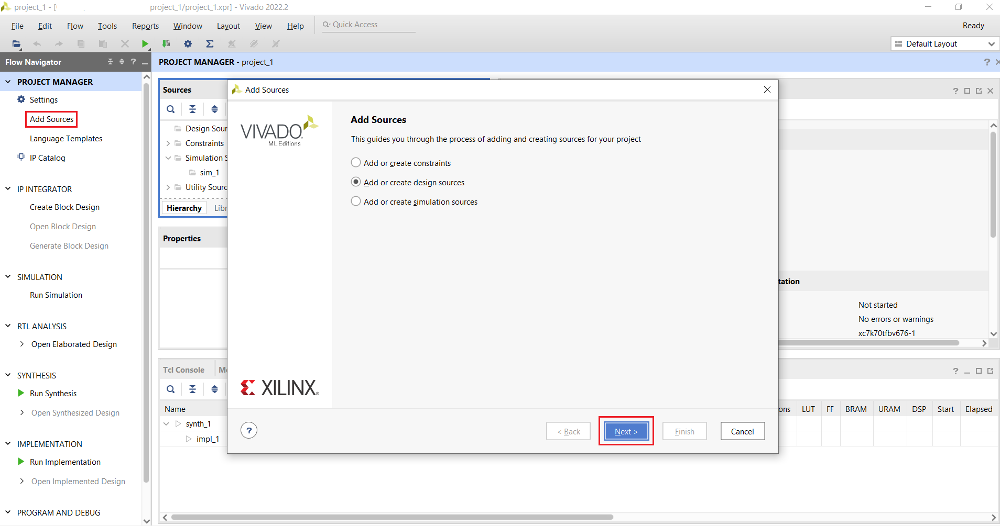 project_1 - [
project_1/project_1.xpr] - Vivado 2022.2
File Edit Flow Tools Reports Window Layout View Help
Quick Access
Ready
Default Layout
Flow Navigator
?
PROJECT MANAGER - project_1
?
PROJECT MANAGER
Settings
Add Sources
Language Templates
IP Catalog
IP INTEGRATOR
Create Block Design
Open Block Design
Generate Block Design
SIMULATION
Run Simulation
RTL ANALYSIS
Open Elaborated Design
SYNTHESIS
Run Synthesis
Open Synthesized Design
IMPLEMENTATION
Run Implementation
Open Implemented Design
PROGRAM AND DEBUG
Sources
Design Sour
Constraints
Simulation S
sim_1
Utility Sourc
Hierarchy Libr
Properties
Tcl Console
Name
synth_1
impl_1
Add Sources
VIVADO
ML Editions
XILINX
Add Sources
This guides you through the process of adding and creating sources for your project
Add or create constraints
Add or create design sources
Add or create simulation sources
?
< Back
Next >
Finish
Cancel
?
tation
Not started
No errors or warnings
xc7k70tfbv676-1
?
ons LUT FF BRAM URAM DSP Start Elapsed